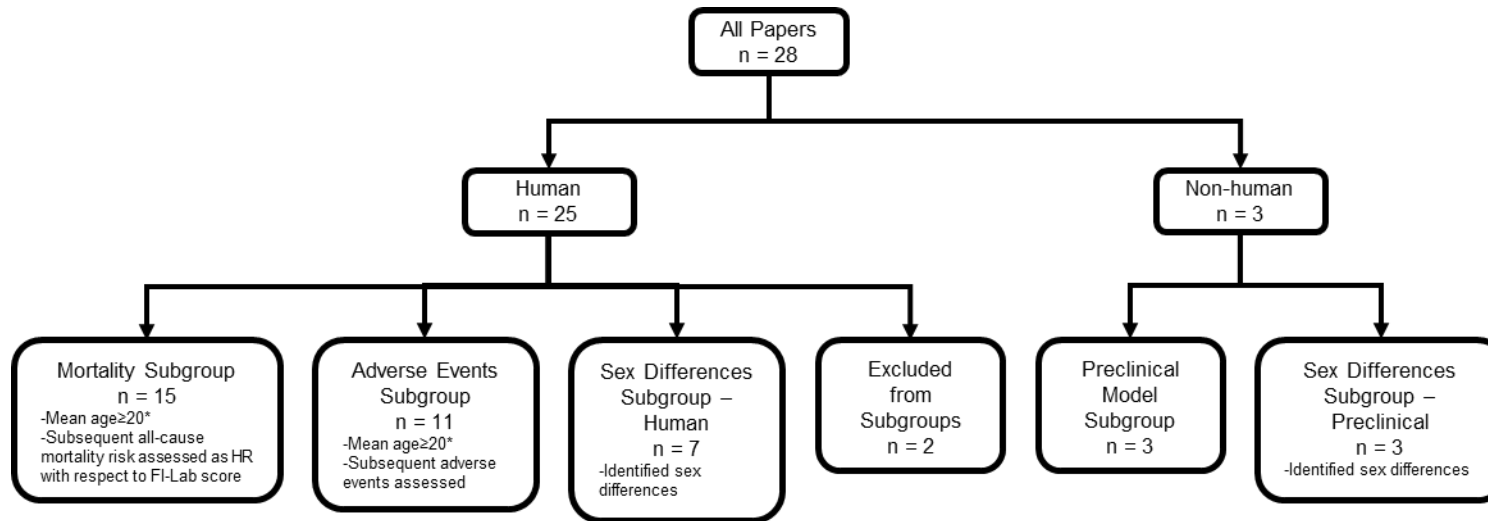 All Papers
n = 28
Human
n = 25
Non-human
n = 3
Mortality Subgroup
n = 15
-Mean age≥20*
-Subsequent all-cause
mortality risk assessed as HR
with respect to FI-Lab score
Adverse Events
Subgroup
n = 11
-Mean age≥20*
-Subsequent adverse
events assessed
Sex Differences
Subgroup –
Human
n = 7
-Identified sex
differences
Excluded
from
Subgroups
n = 2
Preclinical
Model
Subgroup
n = 3
Sex Differences
Subgroup –
Preclinical
n = 3
-Identified sex differences